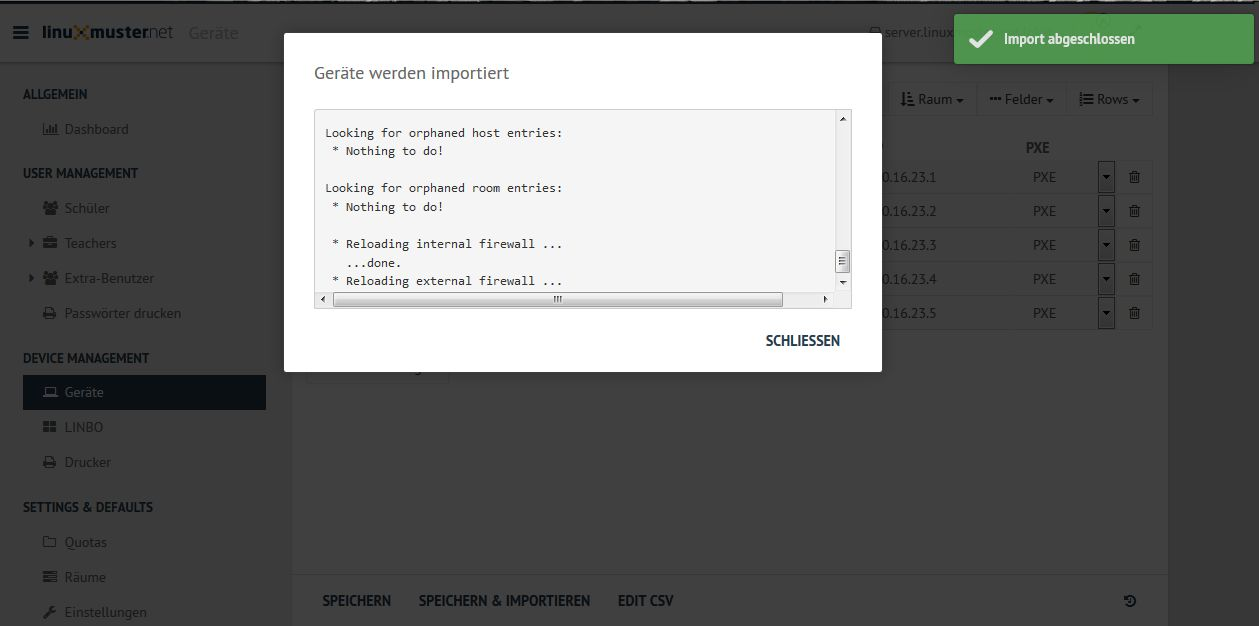 linuxmuster.net Geräte
server.linux
Import abgeschlossen
ALLGEMEIN
Dashboard
USER MANAGEMENT
Schüler
Teachers
Extra-Benutzer
Passwörter drucken
DEVICE MANAGEMENT
Geräte
LINBO
Drucker
SETTINGS & DEFAULTS
Quotas
Räume
Einstellungen
Geräte werden importiert
Looking for orphaned host entries:
* Nothing to do!
Looking for orphaned room entries:
* Nothing to do!
* Reloading internal firewall ...
...done.
* Reloading external firewall ...
SCHLIESSEN
Raum Felder Rows
PXE
0.16.23.1 PXE
0.16.23.2 PXE
0.16.23.3 PXE
0.16.23.4 PXE
0.16.23.5 PXE
SPEICHERN SPEICHERN & IMPORTIEREN EDIT CSV